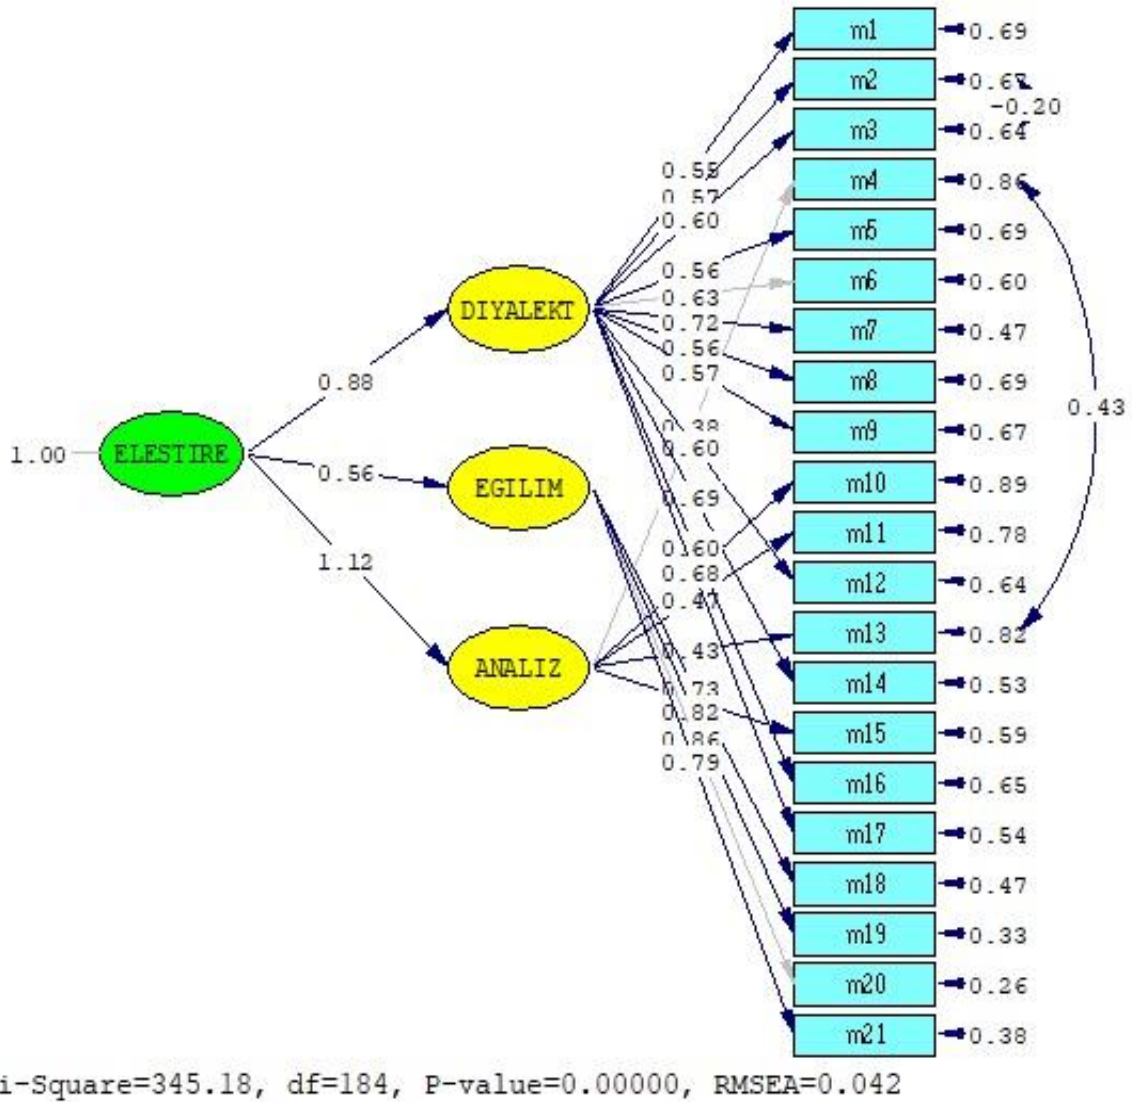 m1 0.69
m2 0.67
-0.20
m3 0.64
0.55
m4 0.86
0.57
0.60
m5 0.69
0.56
m6 0.60
0.63
DIYALEKT
0.72
m7 0.47
0.56
0.57
m8 0.69
0.88
0.43
0.38
m9 0.67
0.60
1.00
ELESTIRE
0.56
EGILIM
m10 0.89
0.69
m11 0.78
0.60
1.12
0.68
m12 0.64
0.47
m13 0.82
0.43
ANALIZ
m14 0.53
0.73
0.82
m15 0.59
0.86
0.79
m16 0.65
m17 0.54
m18 0.47
m19 0.33
m20 0.26
m21 0.38
i-Square=345.18, df=184, P-value=0.00000, RMSEA=0.042